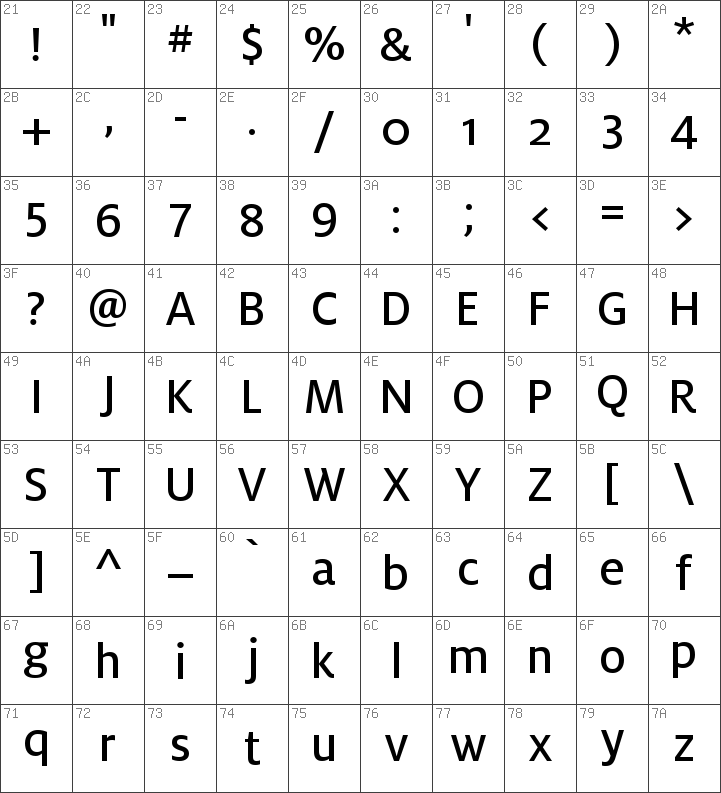 21 22 23 24 25 26 27 28 29 2A
! " # $ % & ' ( ) *
2B 2C 2D 2E 2F 30 31 32 33 34
+ , - . / 0 1 2 3 4
35 36 37 38 39 3A 3B 3C 3D 3E
5 6 7 8 9 : ; < = >
3F 40 41 42 43 44 45 46 47 48
? @ A B C D E F G H
49 4A 4B 4C 4D 4E 4F 50 51 52
I J K L M N O P Q R
53 54 55 56 57 58 59 5A 5B 5C
S T U V W X Y Z [ \
5D 5E 5F 60 61 62 63 64 65 66
] ^ _ ` a b c d e f
67 68 69 6A 6B 6C 6D 6E 6F 70
g h i j k l m n o p
71 72 73 74 75 76 77 78 79 7A
q r s t u v w x y z